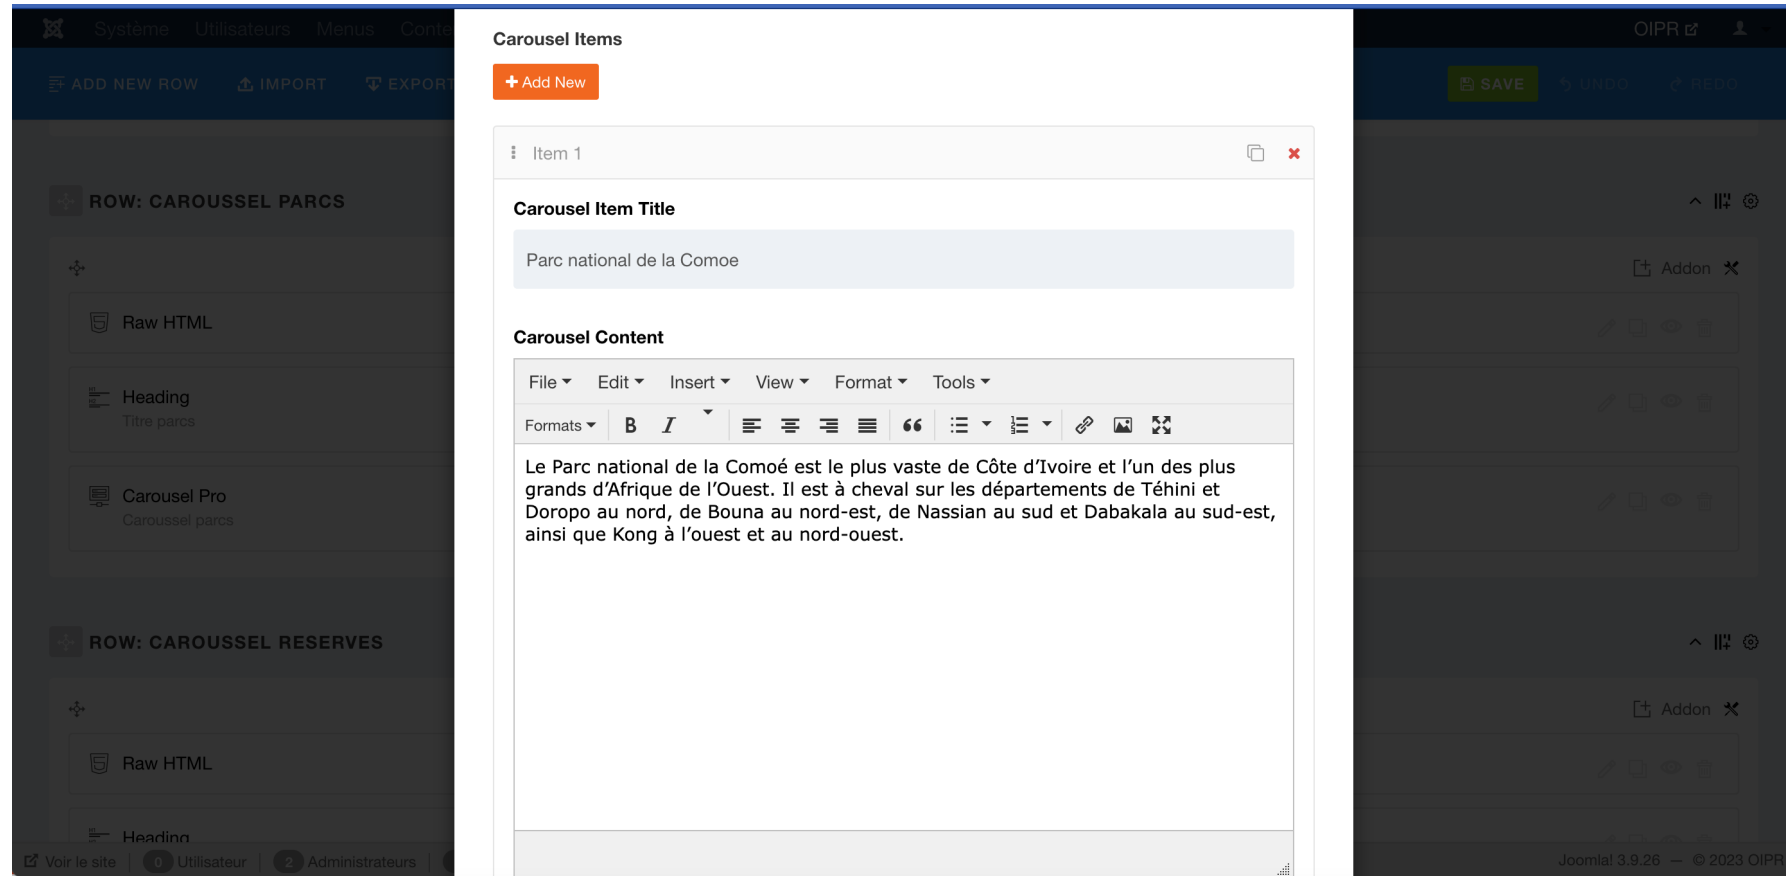 Système Utilisateurs Menus Conte
OIPR
ADD NEW ROW IMPORT EXPORT
SAVE UNDO REDO
Carousel Items
+ Add New
Item 1
Carousel Item Title
Parc national de la Comoe
Carousel Content
File Edit Insert View Format Tools
Formats B I
Le Parc national de la Comoé est le plus vaste de Côte d’Ivoire et l’un des plus
grands d’Afrique de l’Ouest. Il est à cheval sur les départements de Téhini et
Doropo au nord, de Bouna au nord-est, de Nassian au sud et Dabakala au sud-est,
ainsi que Kong à l’ouest et au nord-ouest.
ROW: CAROUSSEL PARCS
Addon
Raw HTML
Heading
Titre parcs
Carousel Pro
Caroussel parcs
ROW: CAROUSSEL RESERVES
Addon
Raw HTML
Heading
Voir le site 0 Utilisateur 2 Administrateurs
Joomla! 3.9.26 — © 2023 OIPR